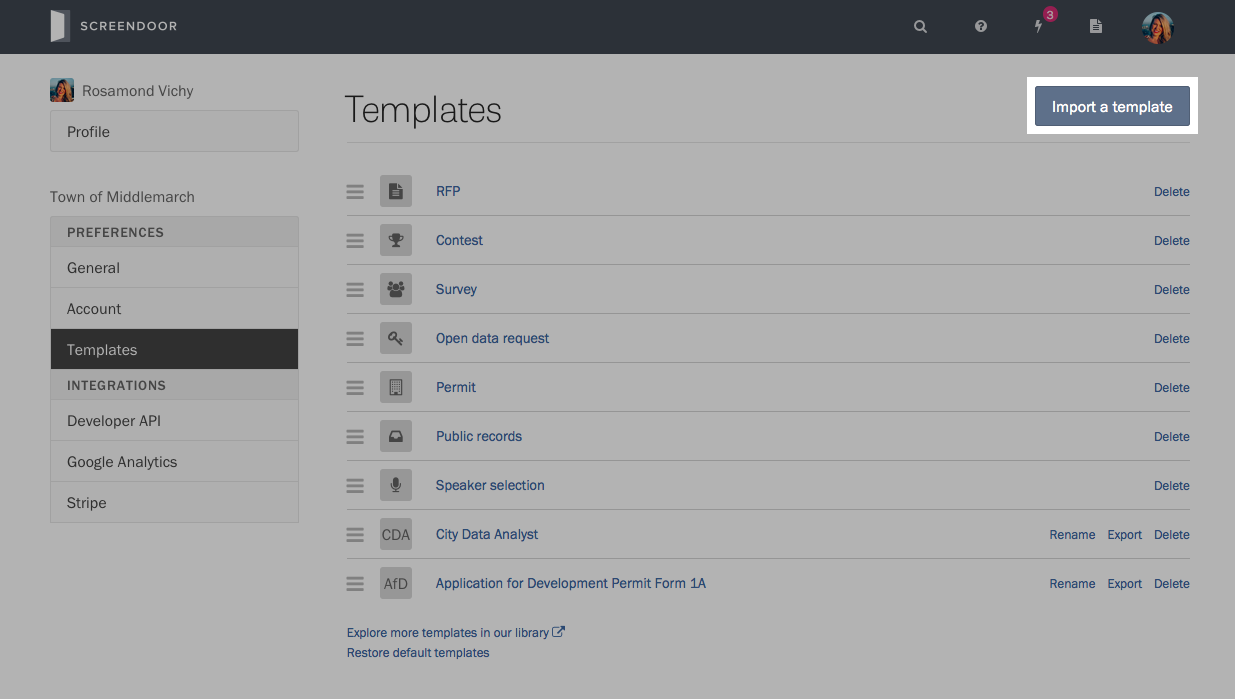 SCREENDOOR
3
Rosamond Vichy
Profile
Town of Middlemarch
PREFERENCES
General
Account
Templates
INTEGRATIONS
Developer API
Google Analytics
Stripe
Templates
Import a template
RFP Delete
Contest Delete
Survey Delete
Open data request Delete
Permit Delete
Public records Delete
Speaker selection Delete
CDA City Data Analyst Rename Export Delete
AfD Application for Development Permit Form 1A Rename Export Delete
Explore more templates in our library
Restore default templates